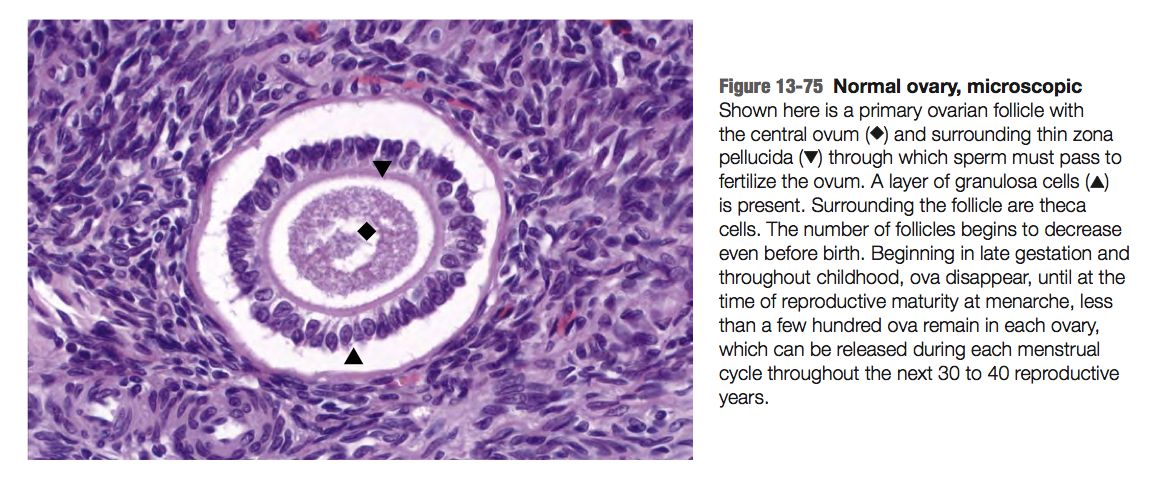 Figure 13-75 Normal ovary, microscopic
Shown here is a primary ovarian follicle with
the central ovum (◆) and surrounding thin zona
pellucida (▼) through which sperm must pass to
fertilize the ovum. A layer of granulosa cells (▲)
is present. Surrounding the follicle are theca
cells. The number of follicles begins to decrease
even before birth. Beginning in late gestation and
throughout childhood, ova disappear, until at the
time of reproductive maturity at menarche, less
than a few hundred ova remain in each ovary,
which can be released during each menstrual
cycle throughout the next 30 to 40 reproductive
years.